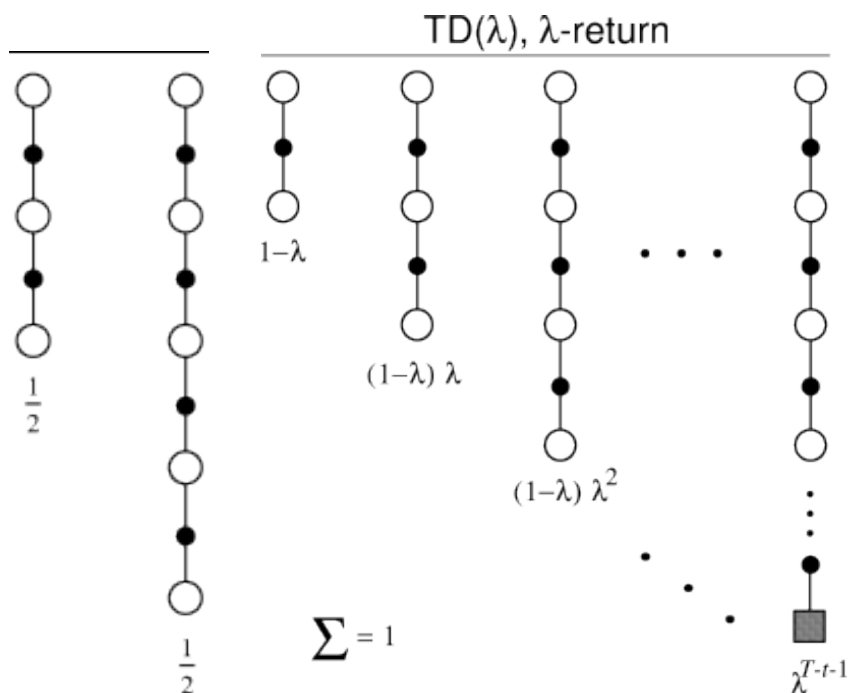 TD(λ), λ-return
1–λ
(1–λ) λ
1/2
(1–λ) λ²
∑ = 1
1/2
λ^{T-t-1}